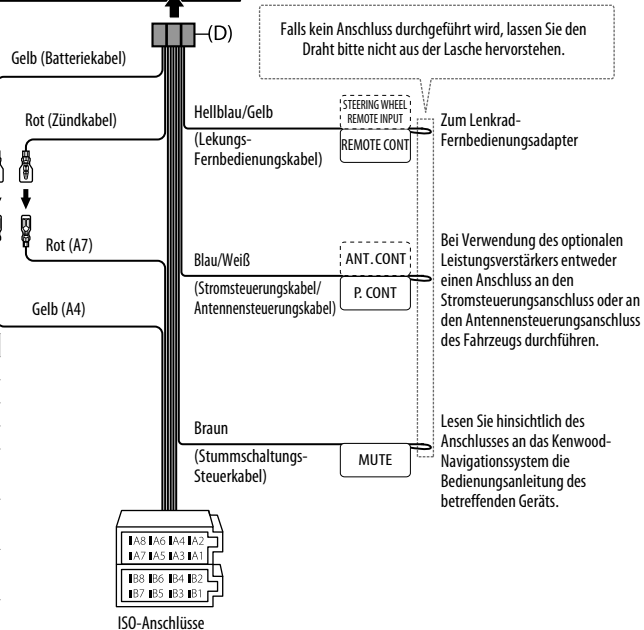 (D)
Falls kein Anschluss durchgeführt wird, lassen Sie den
Draht bitte nicht aus der Lasche hervorstehen.
Gelb (Batteriekabel)
Rot (Zündkabel)
Hellblau/Gelb
(Lekungs-
Fernbedienungskabel)
STEERING WHEEL
REMOTE INPUT
REMOTE CONT
Zum Lenkrad-
Fernbedienungsadapter
Rot (A7)
Gelb (A4)
Blau/Weiß
(Stromsteuerungskabel/
Antennensteuerungskabel)
ANT. CONT
P. CONT
Bei Verwendung des optionalen
Leistungsverstärkers entweder
einen Anschluss an den
Stromsteuerungsanschluss oder an
den Antennensteuerungsanschluss
des Fahrzeugs durchführen.
Braun
(Stummschaltungs-
Steuerkabel)
MUTE
Lesen Sie hinsichtlich des
Anschlusses an das Kenwood-
Navigationssystem die
Bedienungsanleitung des
betreffenden Geräts.
A8 A6 A4 A2
A7 A5 A3 A1
B8 B6 B4 B2
B7 B5 B3 B1
ISO-Anschlüsse